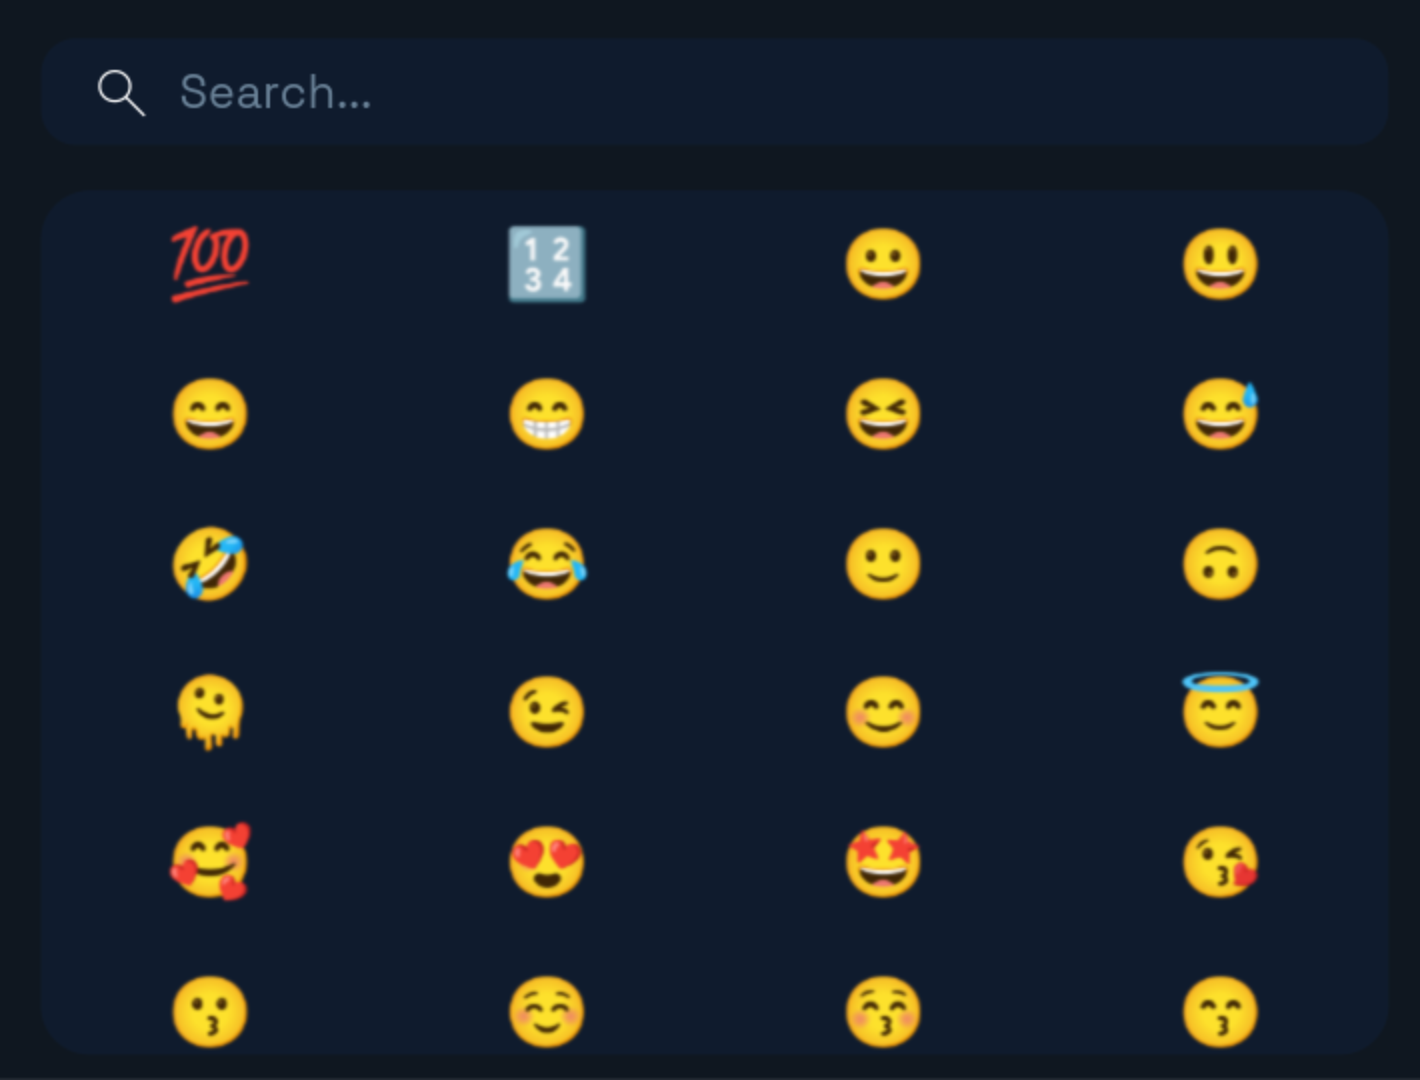 Search...
💯 🔢 😀 😃
😄 😁 😆 😅
🤣 😂 🙂 🙃
🫠 😉 😊 😇
🥰 😍 🤩 😘
😗 ☺️ 😚 😙